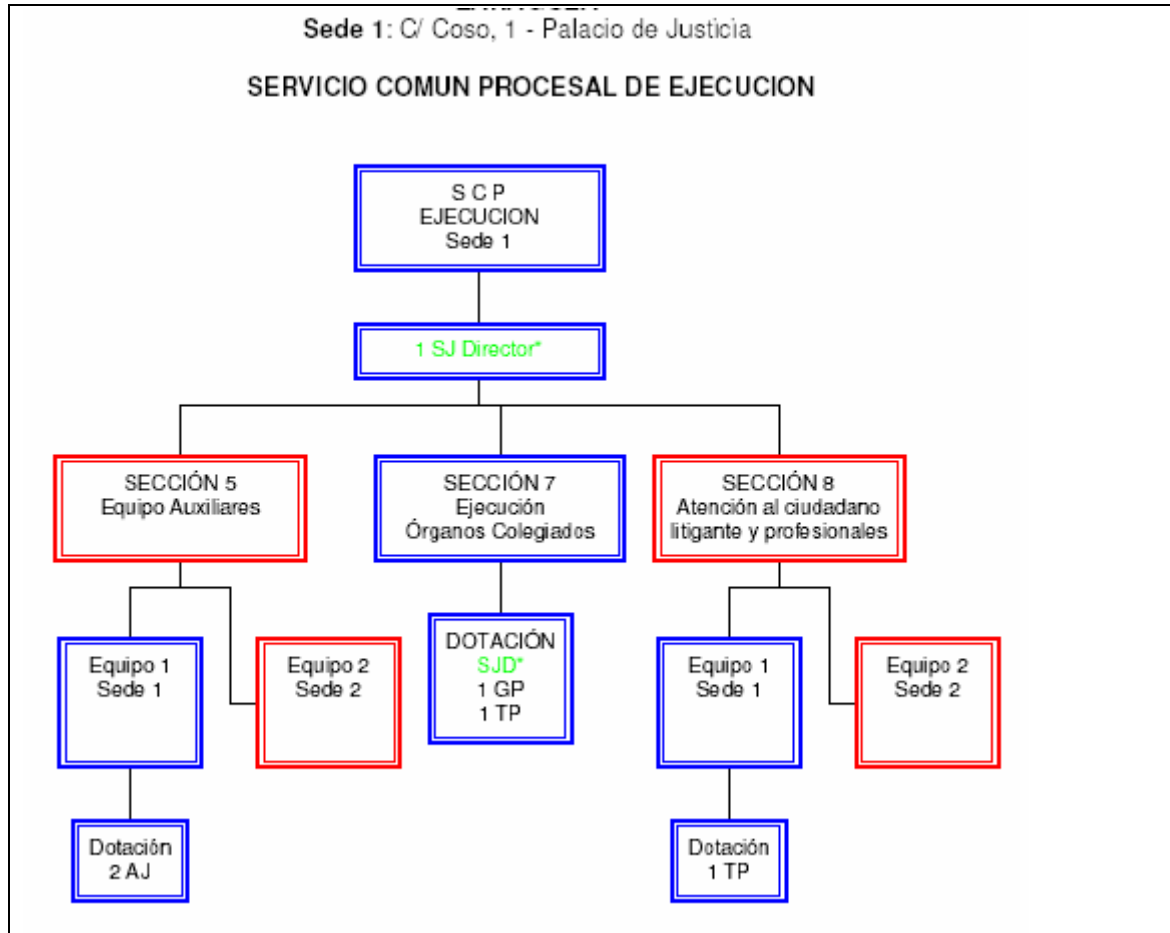 Sede 1: C/ Coso, 1 - Palacio de Justicia
SERVICIO COMUN PROCESAL DE EJECUCION
S C P
EJECUCION
Sede 1
1 SJ Director*
SECCIÓN 5
Equipo Auxiliares
SECCIÓN 7
Ejecución
Órganos Colegiados
SECCIÓN 8
Atención al ciudadano
litigante y profesionales
Equipo 1
Sede 1
Equipo 2
Sede 2
DOTACIÓN
SJD*
1 GP
1 TP
Equipo 1
Sede 1
Equipo 2
Sede 2
Dotación
2 AJ
Dotación
1 TP